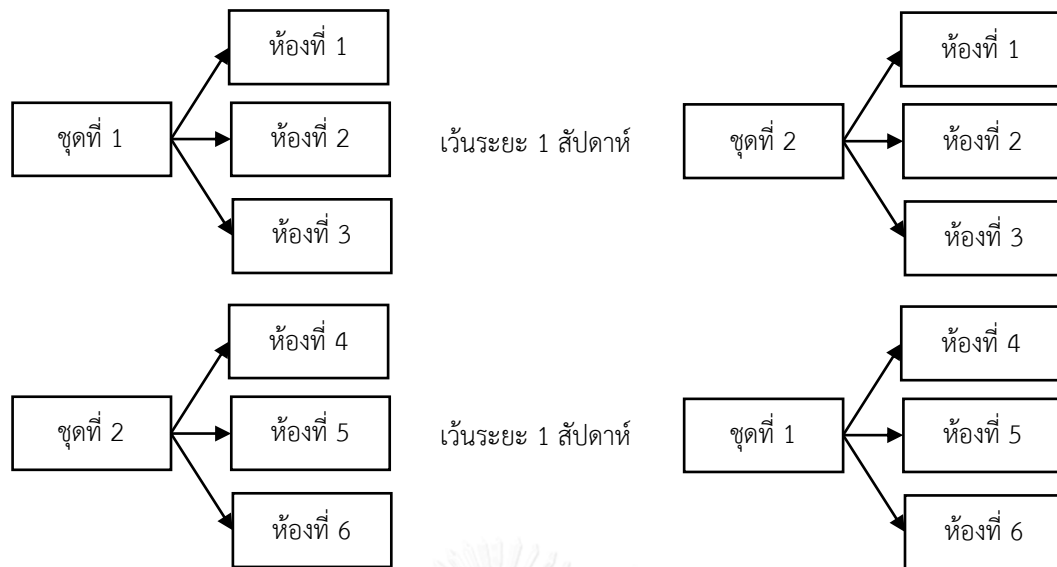 ห้องที่ 1
ชุดที่ 1
ห้องที่ 2
ห้องที่ 3
เว้นระยะ 1 สัปดาห์
ห้องที่ 1
ชุดที่ 2
ห้องที่ 2
ห้องที่ 3
ห้องที่ 4
ชุดที่ 2
ห้องที่ 5
ห้องที่ 6
เว้นระยะ 1 สัปดาห์
ห้องที่ 4
ชุดที่ 1
ห้องที่ 5
ห้องที่ 6